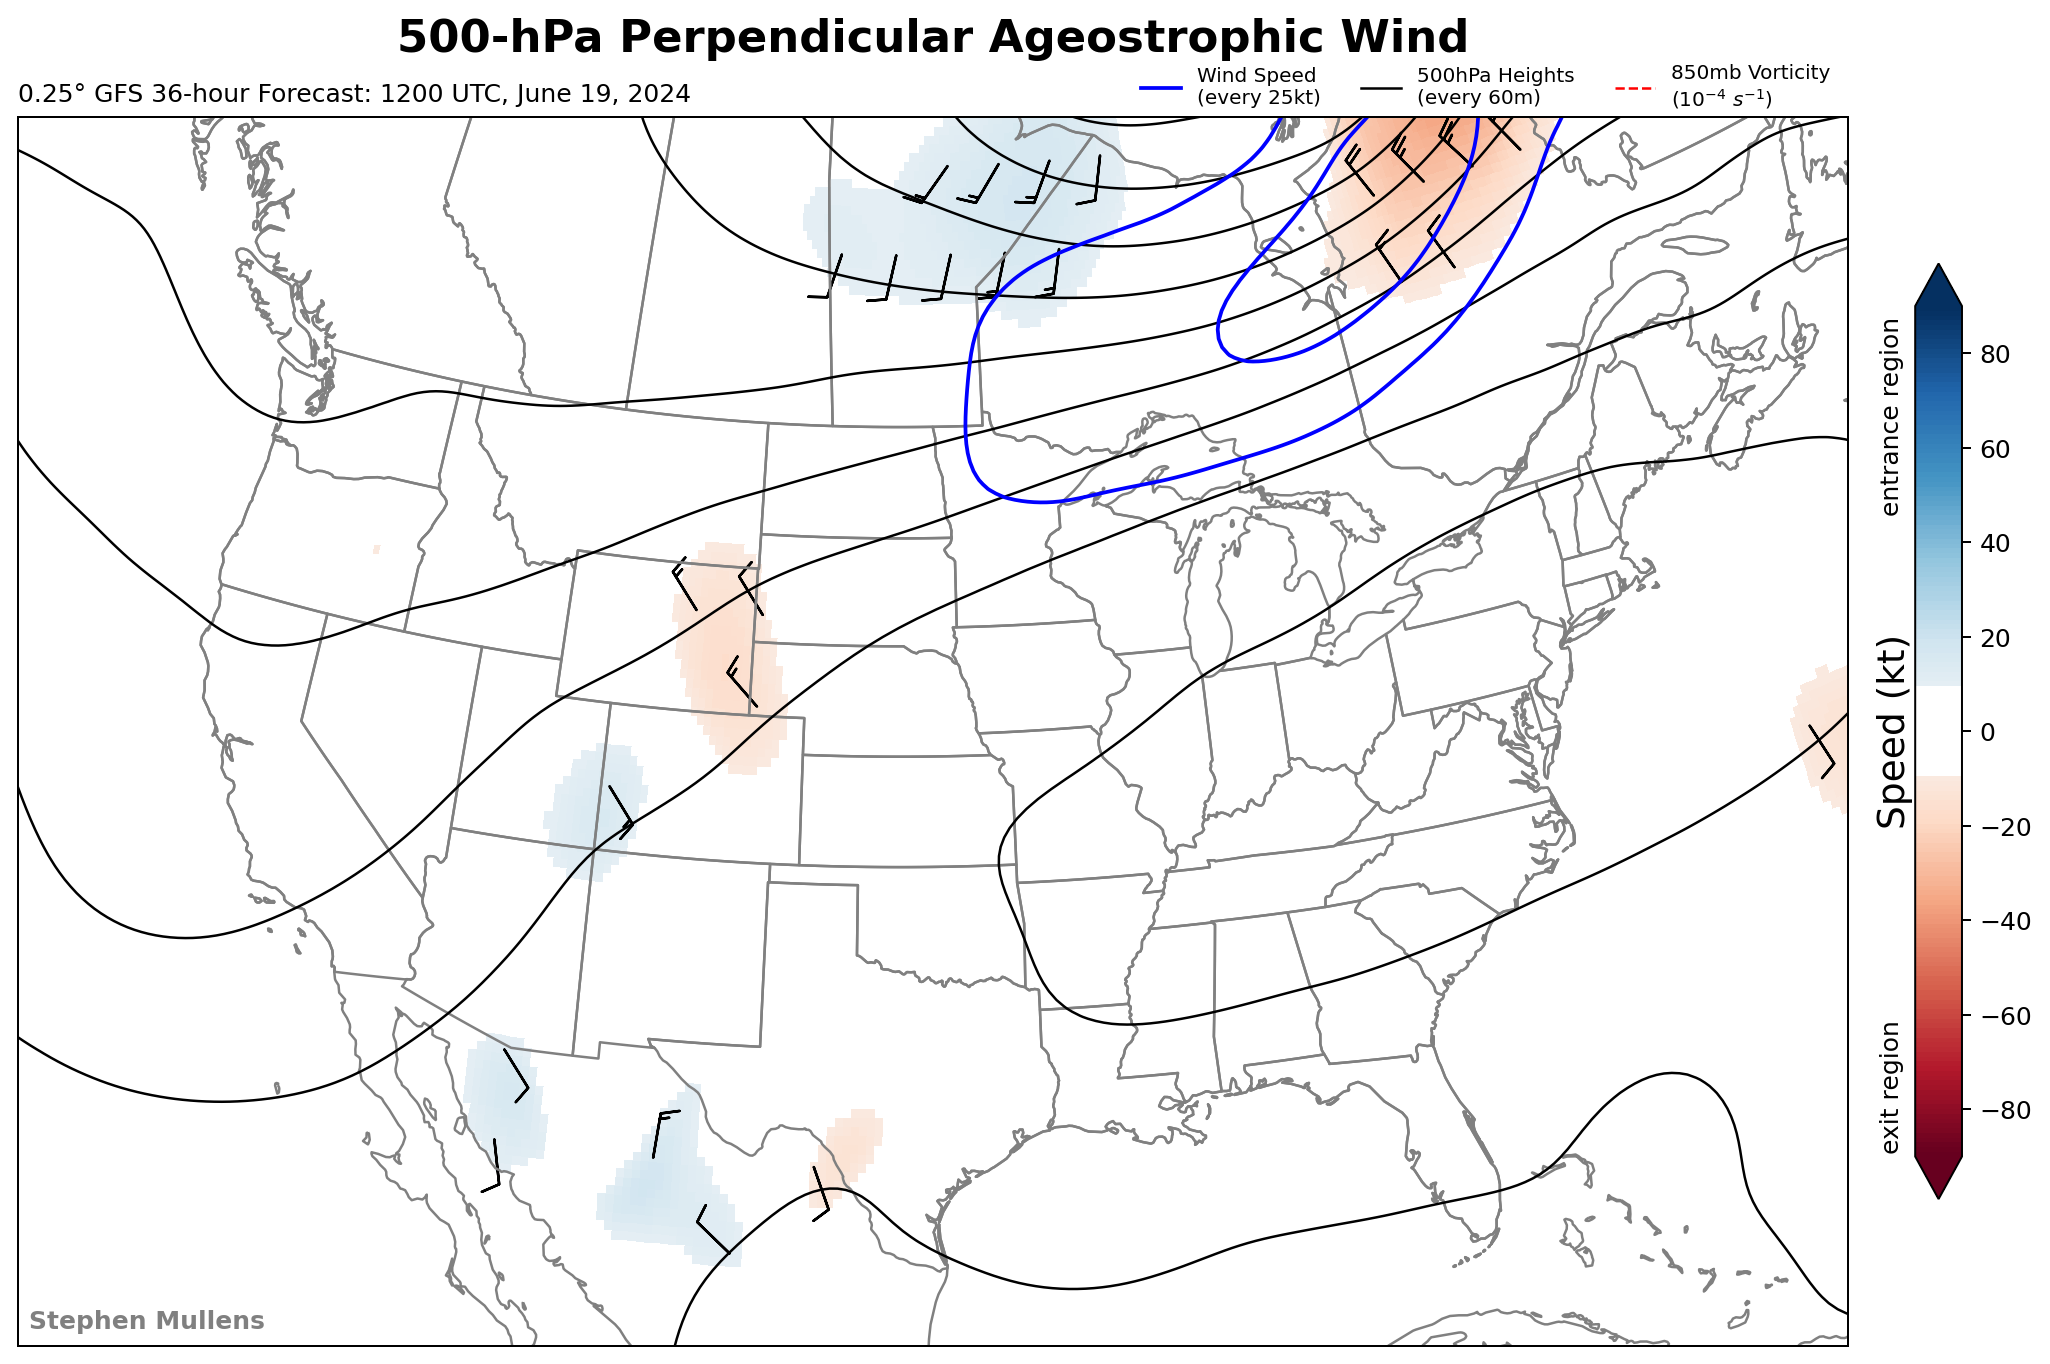 500-hPa Perpendicular Ageostrophic Wind
0.25° GFS 36-hour Forecast: 1200 UTC, June 19, 2024
Wind Speed
(every 25kt)
500hPa Heights
(every 60m)
850mb Vorticity
(10⁻⁴ s⁻¹)
entrance region
Speed (kt)
exit region
80
60
40
20
0
−20
−40
−60
−80
Stephen Mullens